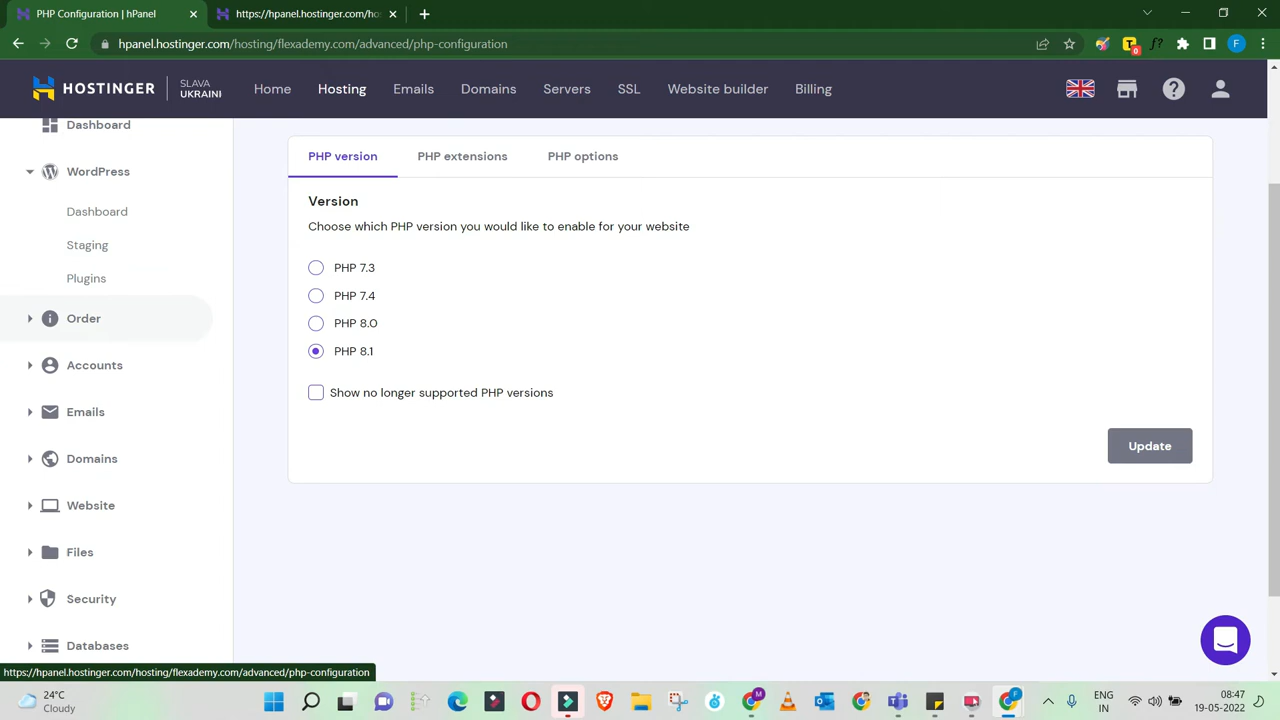 PHP Configuration | hPanel
https://hpanel.hostinger.com/hos
hpanel.hostinger.com/hosting/flexademy.com/advanced/php-configuration
HOSTINGER
SLAVA
UKRAINI
Home
Hosting
Emails
Domains
Servers
SSL
Website builder
Billing
Dashboard
WordPress
Dashboard
Staging
Plugins
Order
Accounts
Emails
Domains
Website
Files
Security
Databases
PHP version
PHP extensions
PHP options
Version
Choose which PHP version you would like to enable for your website
PHP 7.3
PHP 7.4
PHP 8.0
PHP 8.1
Show no longer supported PHP versions
Update
https://hpanel.hostinger.com/hosting/flexademy.com/advanced/php-configuration
24°C
Cloudy
ENG
IN
08:47
19-05-2022